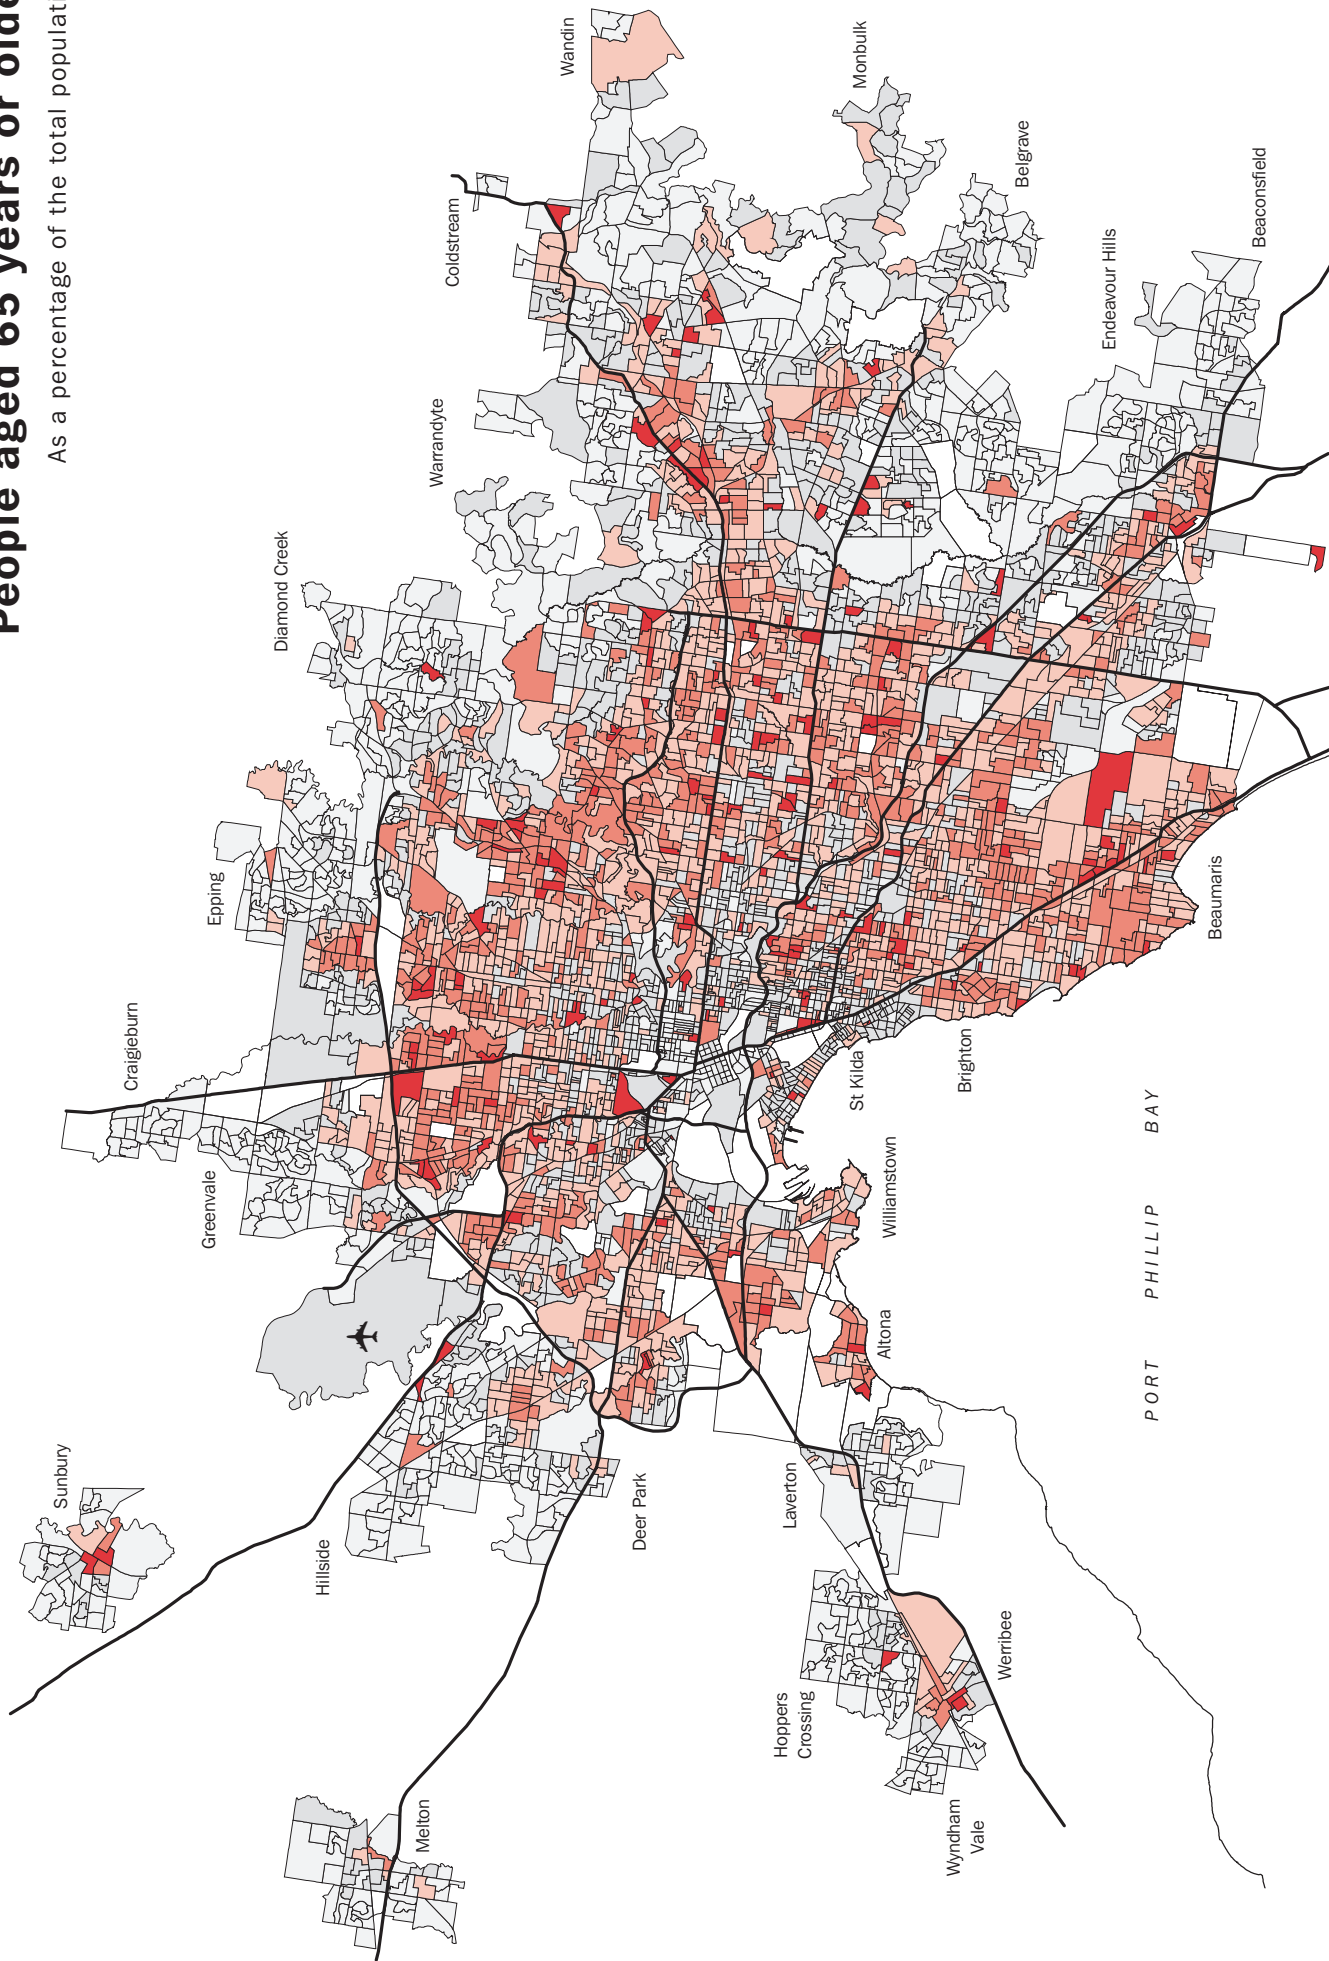 People aged 65 years or olde
As a percentage of the total populati
Wandin
Monbulk
Coldstream
Belgrave
Beaconsfield
Endeavour Hills
Warrandyte
Diamond Creek
Epping
Beaumaris
Craigieburn
St Kilda
Brighton
Greenvale
Williamstown
PORT PHILLIP BAY
Altona
Sunbury
Deer Park
Laverton
Hillside
Werribee
Hoppers
Crossing
Melton
Wyndham
Vale